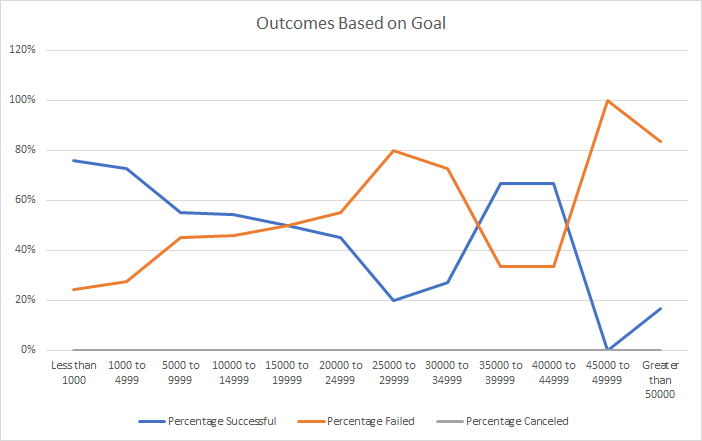 Outcomes Based on Goal
120%
100%
80%
60%
40%
20%
0%
Less than 1000 to 5000 to 10000 to 15000 to 20000 to 25000 to 30000 to 35000 to 40000 to 45000 to Greater
1000 4999 9999 14999 19999 24999 29999 34999 39999 44999 49999 than
50000
Percentage Successful Percentage Failed Percentage Canceled